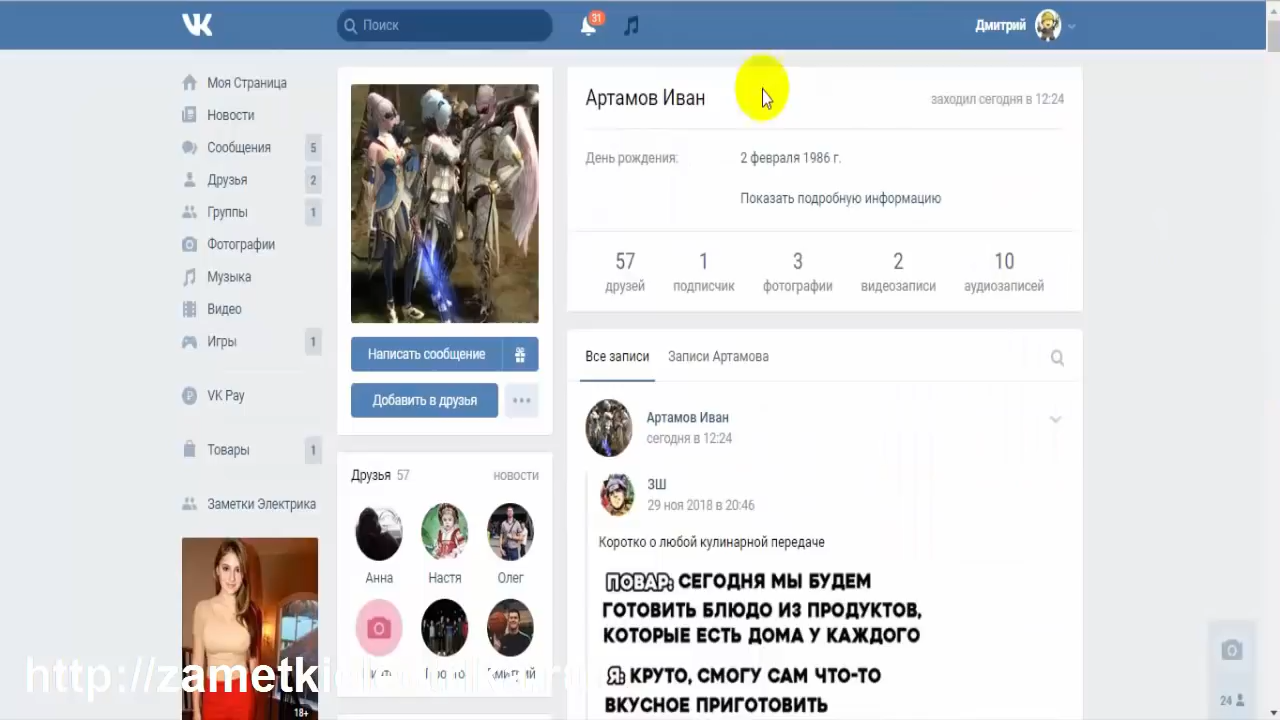 VK
Поиск
31
Дмитрий
Моя Страница
Новости
Сообщения 5
Друзья 2
Группы 1
Фотографии
Музыка
Видео
Игры 1
VK Pay
Товары 1
Заметки Электрика
18+
Написать сообщение
Добавить в друзья
Друзья 57 новости
Анна Настя Олег
Артамов Иван
заходил сегодня в 12:24
День рождения: 2 февраля 1986 г.
Показать подробную информацию
57 1 3 2 10
друзей подписчик фотографии видеозаписи аудиозаписей
Все записи Записи Артамова
Артамов Иван
сегодня в 12:24
ЗШ
29 ноя 2018 в 20:46
Коротко о любой кулинарной передаче
ПОВАР: СЕГОДНЯ МЫ БУДЕМ
ГОТОВИТЬ БЛЮДО ИЗ ПРОДУКТОВ,
КОТОРЫЕ ЕСТЬ ДОМА У КАЖДОГО
Я: КРУТО, СМОГУ САМ ЧТО-ТО
ВКУСНОЕ ПРИГОТОВИТЬ
24